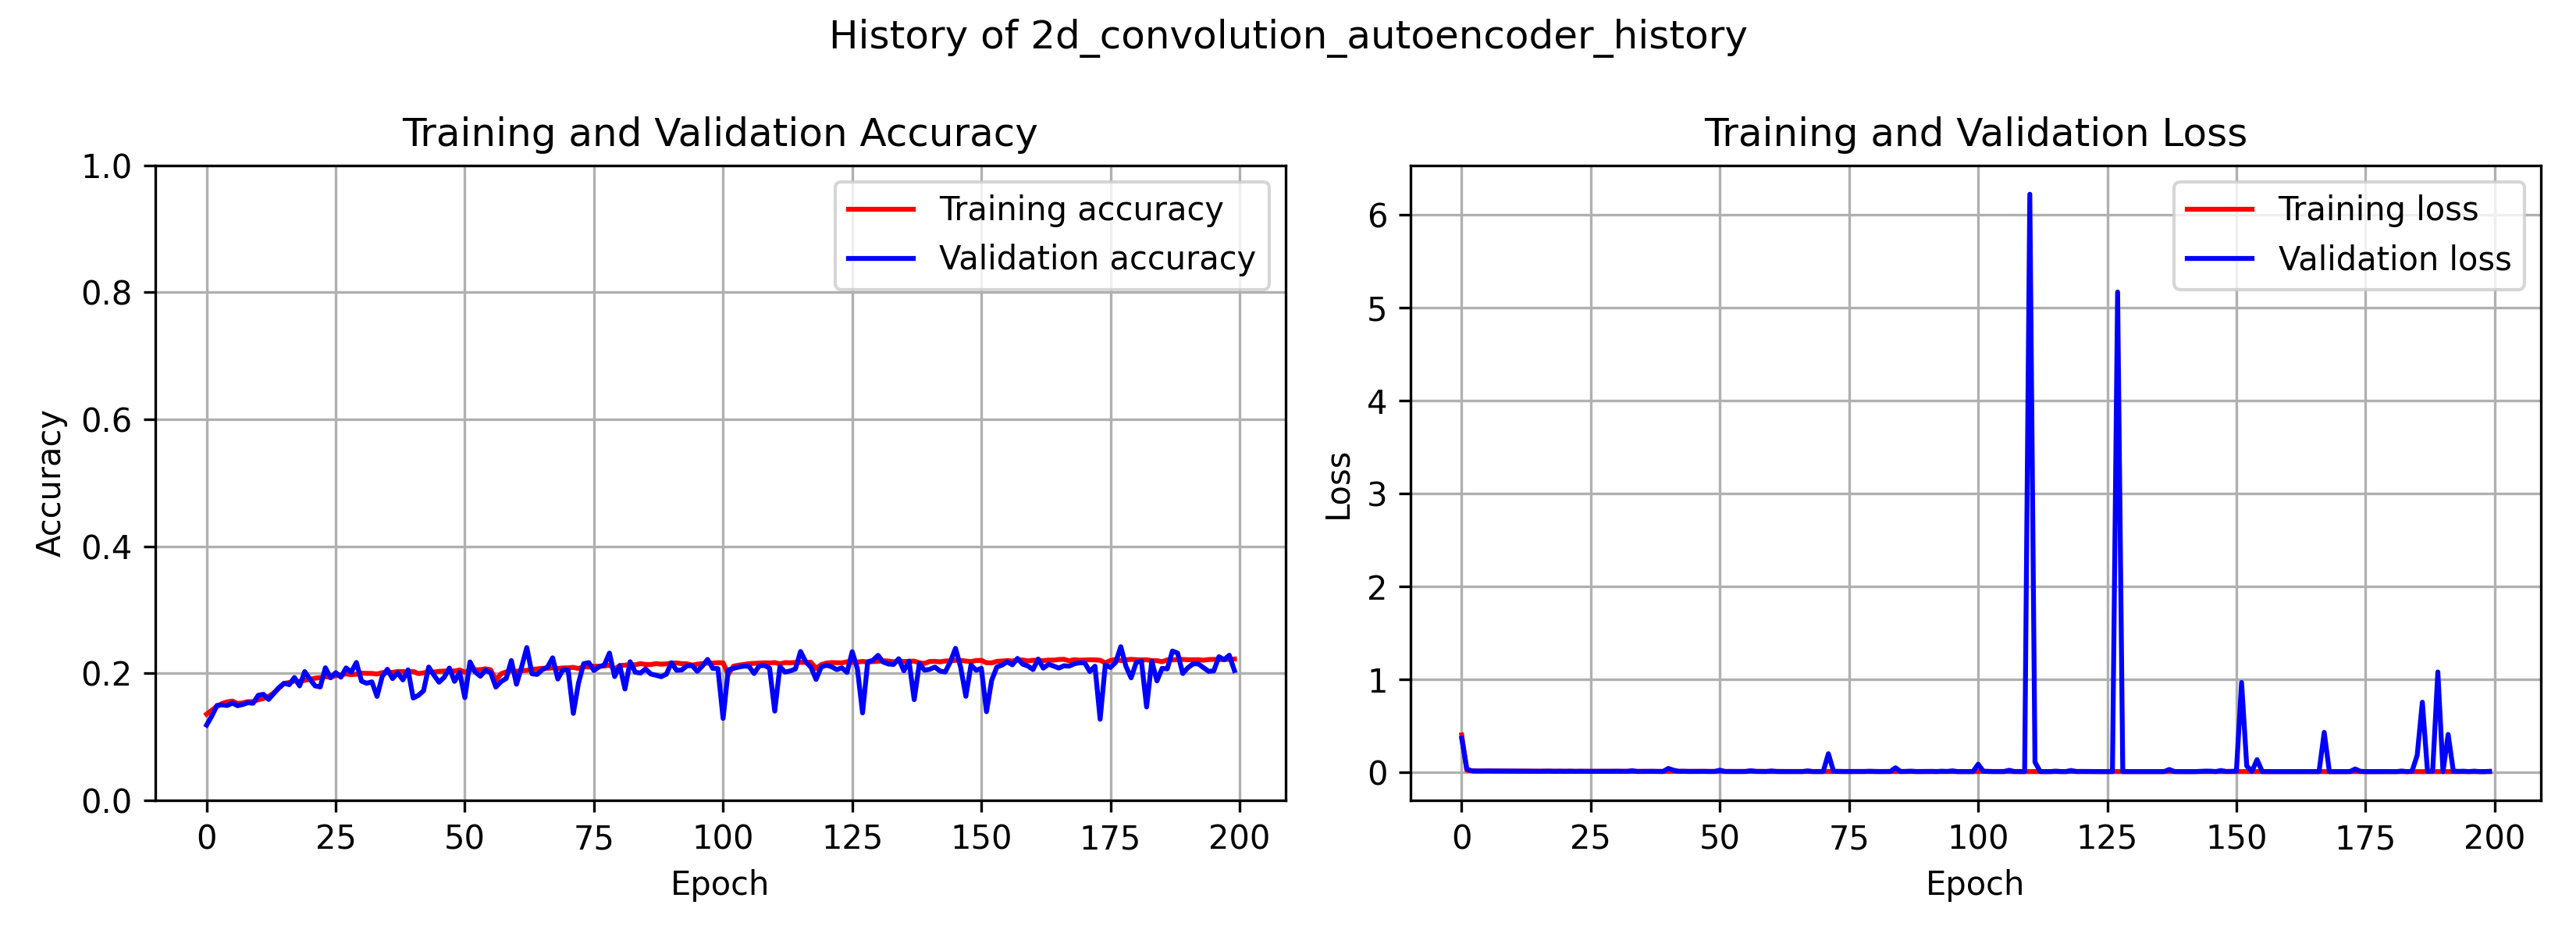 History of 2d_convolution_autoencoder_history
Training and Validation Accuracy
1.0
0.8
0.6
0.4
0.2
0.0
Accuracy
Training accuracy
Validation accuracy
0 25 50 75 100 125 150 175 200
Epoch
Training and Validation Loss
6
5
4
3
2
1
0
Loss
Training loss
Validation loss
0 25 50 75 100 125 150 175 200
Epoch